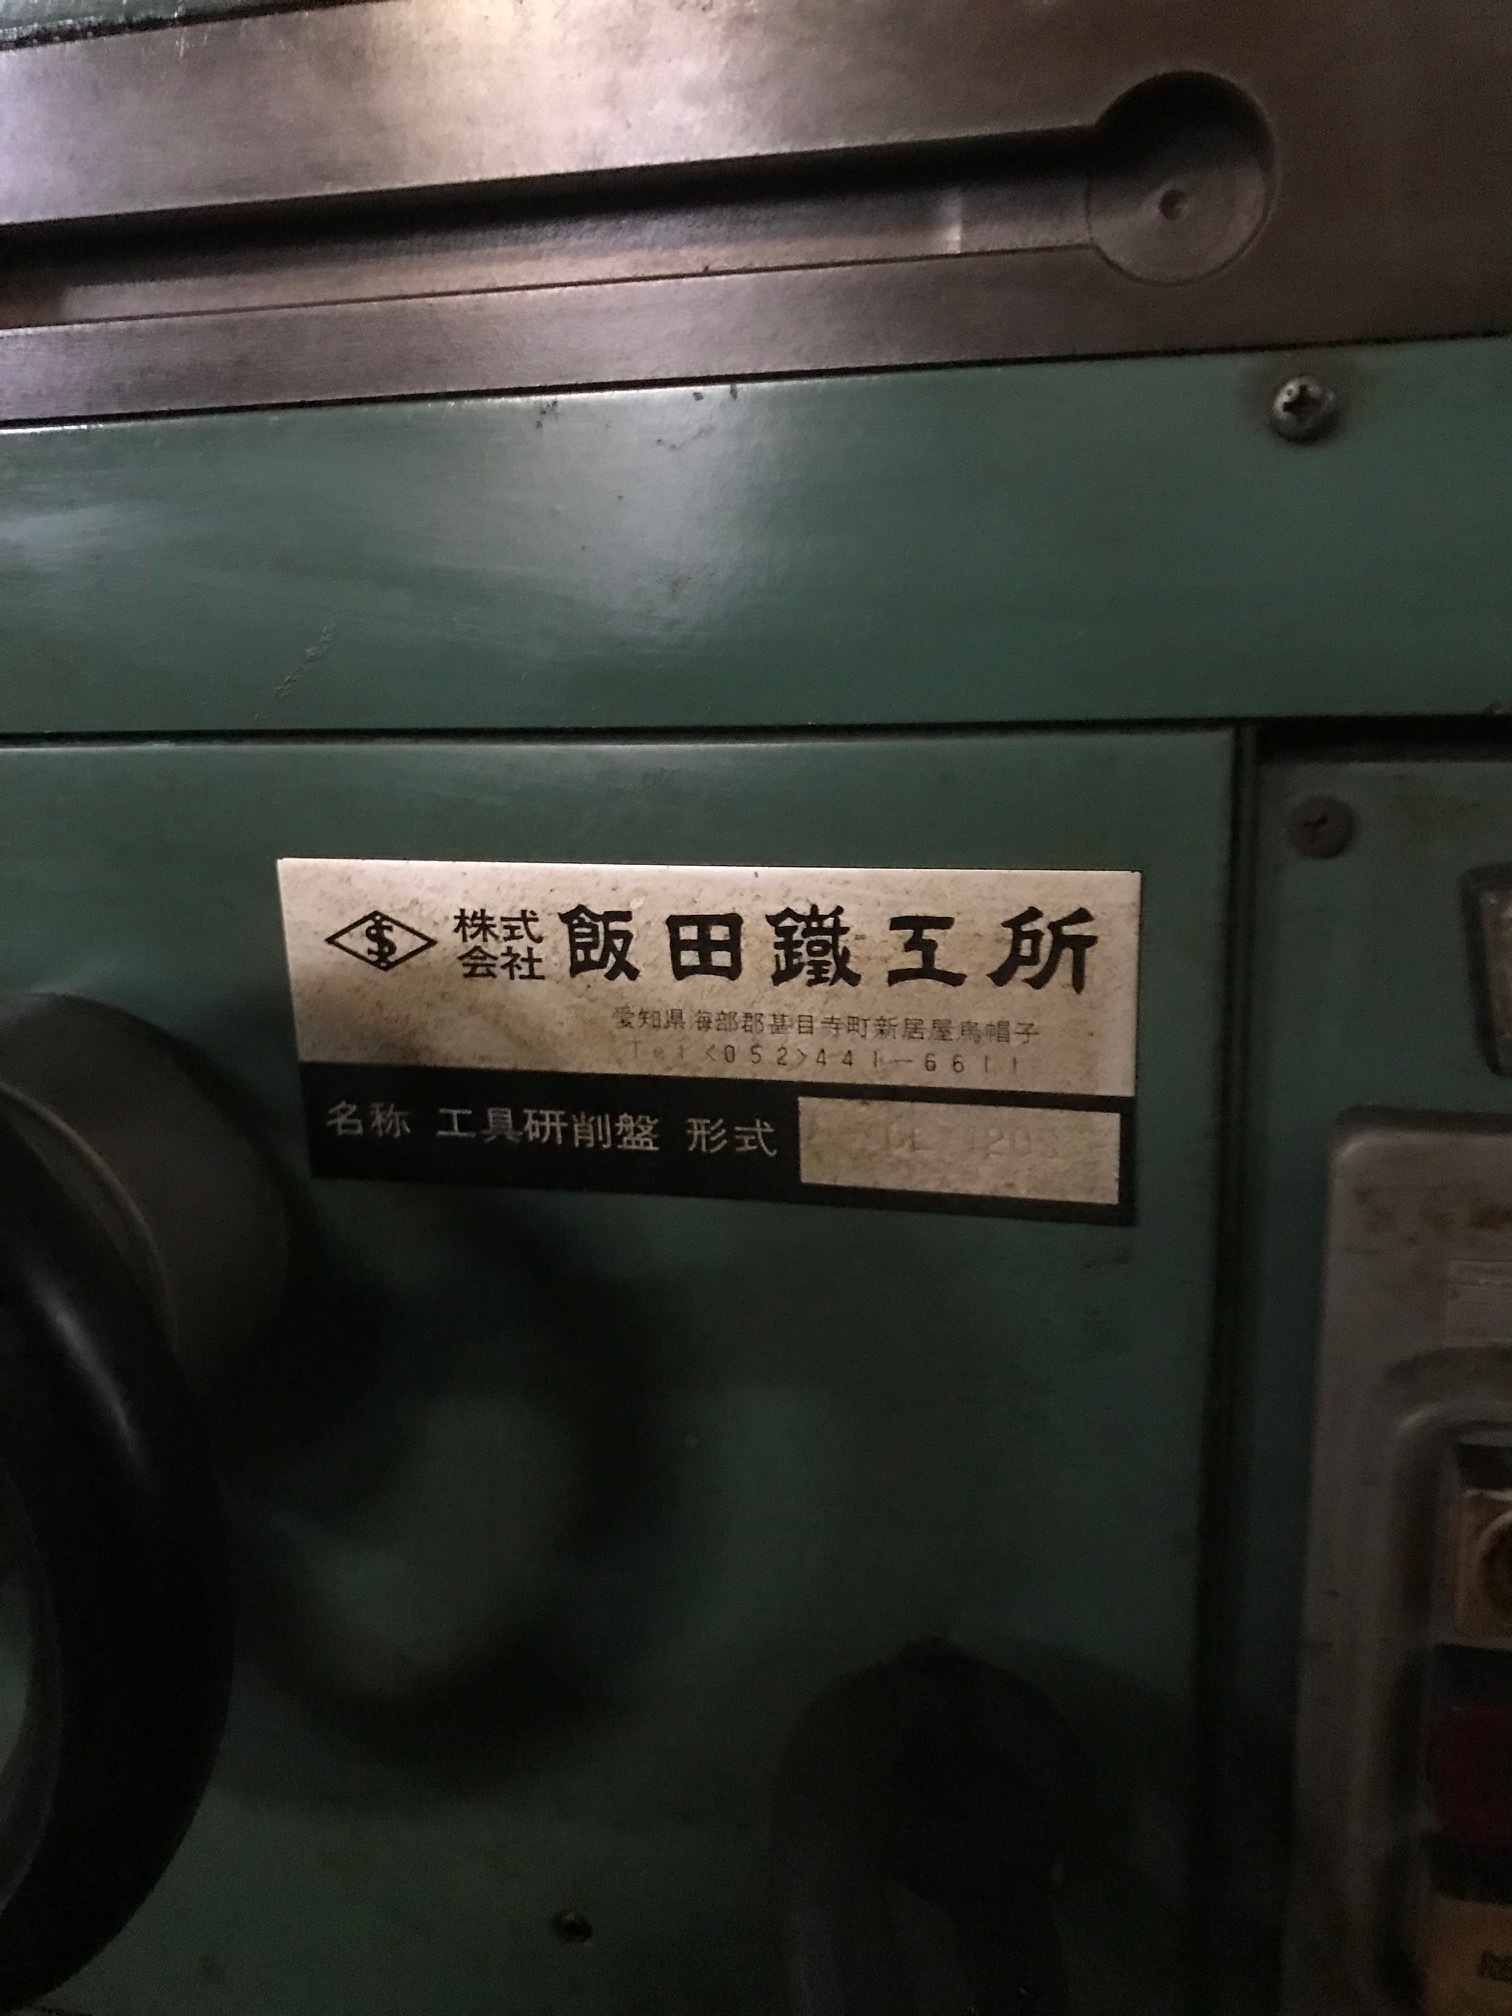 株式会社 飯田鐵工所
愛知県海部郡甚目寺町新居屋鳥帽子
Tel<052>441-6611
名称 工具研削盤 形式